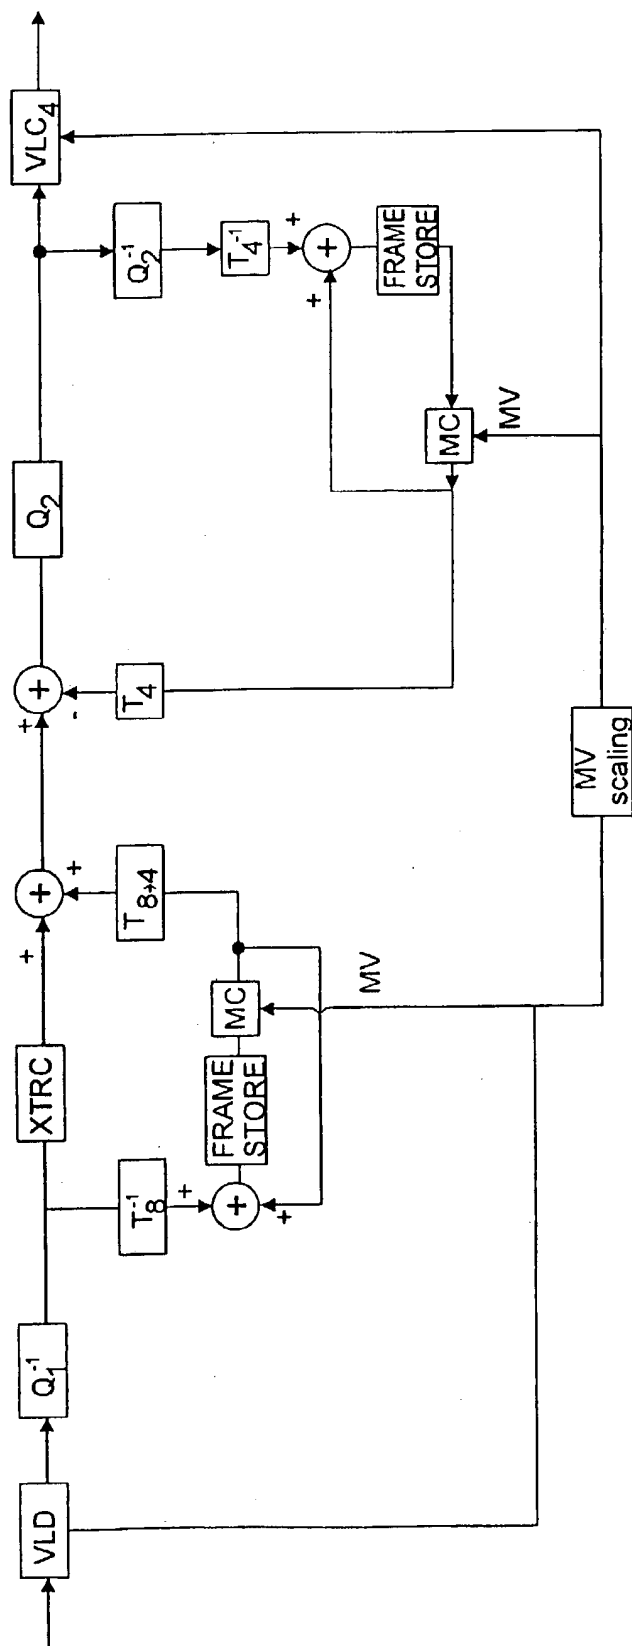 VLD
Q₁⁻¹
XTRC
+
+
+
+
-
+
Q₂
VLC₄
T₈⁻¹
+
+
+
FRAME
STORE
MC
MV
T₈→₄
T₄
Q₂⁻¹
T₄⁻¹
+
+
+
FRAME
STORE
MC
MV
MV
scaling